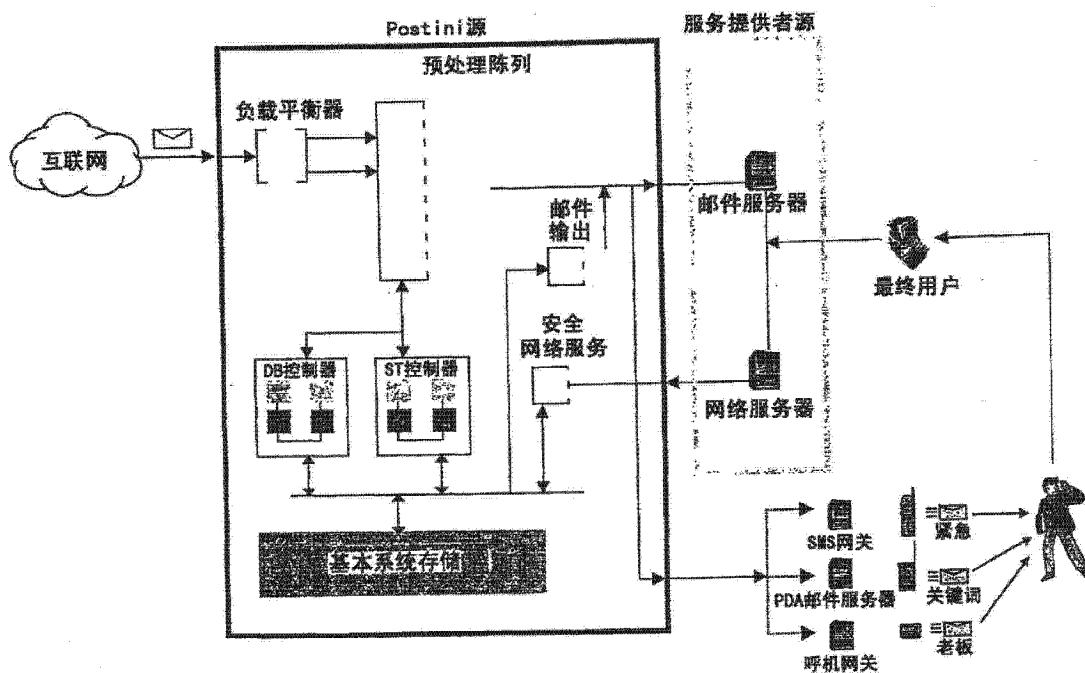 Postini源
服务提供者源
预处理陈列
负载平衡器
互联网
邮件
输出
邮件服务器
最终用户
安全
网络服务
DB控制器
ST控制器
网络服务器
基本系统存储
SMS网关
紧急
PDA邮件服务器
关键词
呼机网关
老板